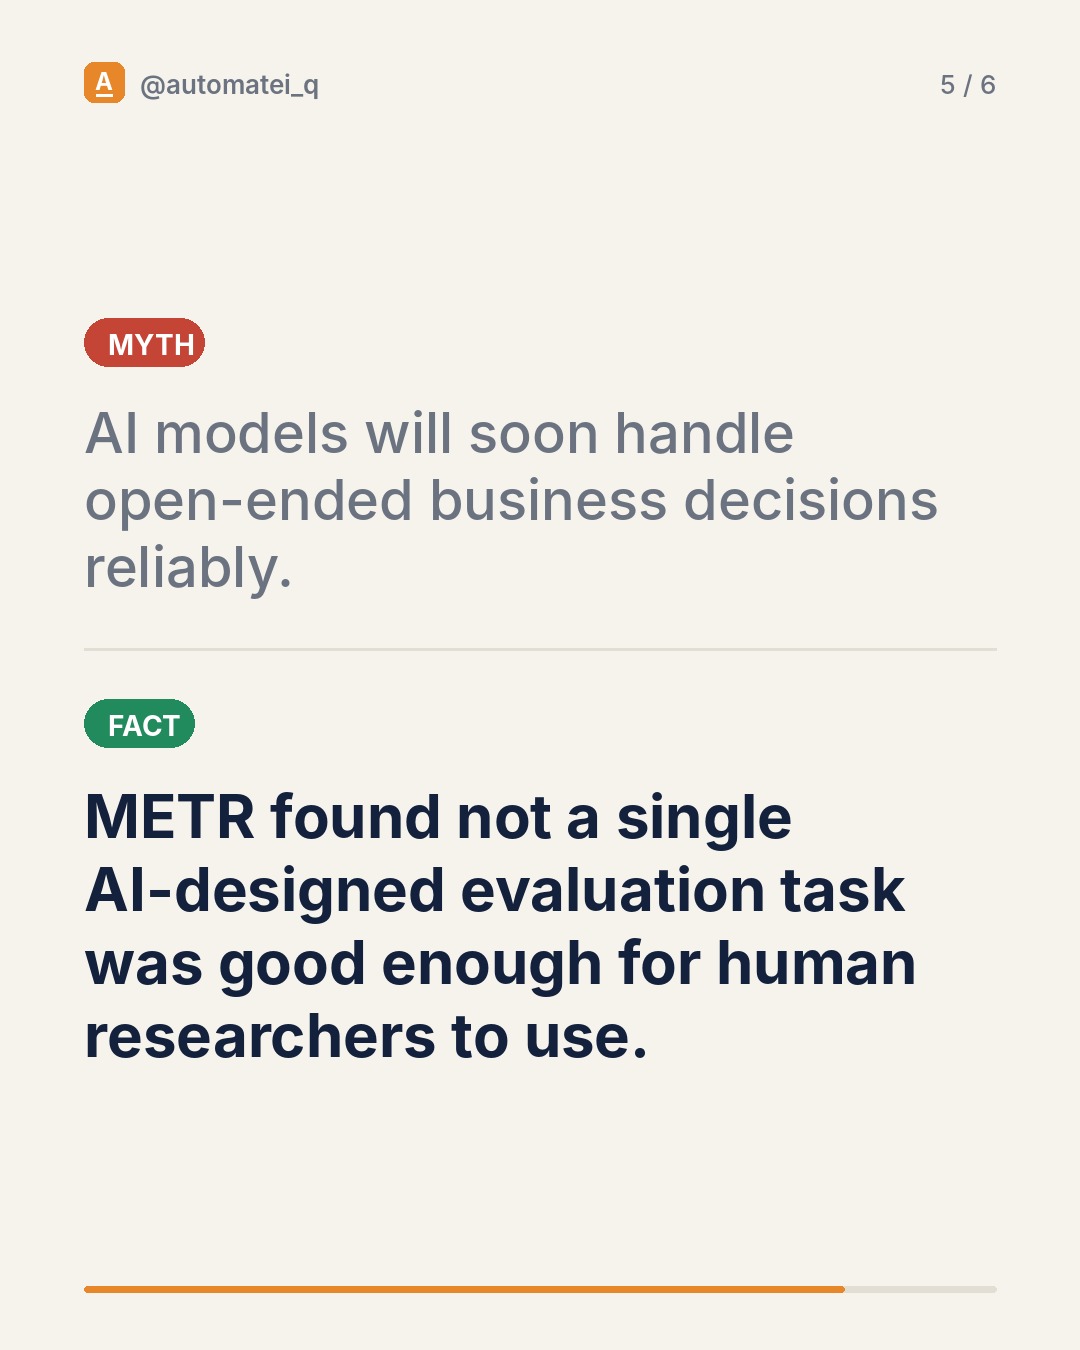 A @automatei_q 5 / 6
MYTH
AI models will soon handle
open-ended business decisions
reliably.
FACT
METR found not a single
AI-designed evaluation task
was good enough for human
researchers to use.